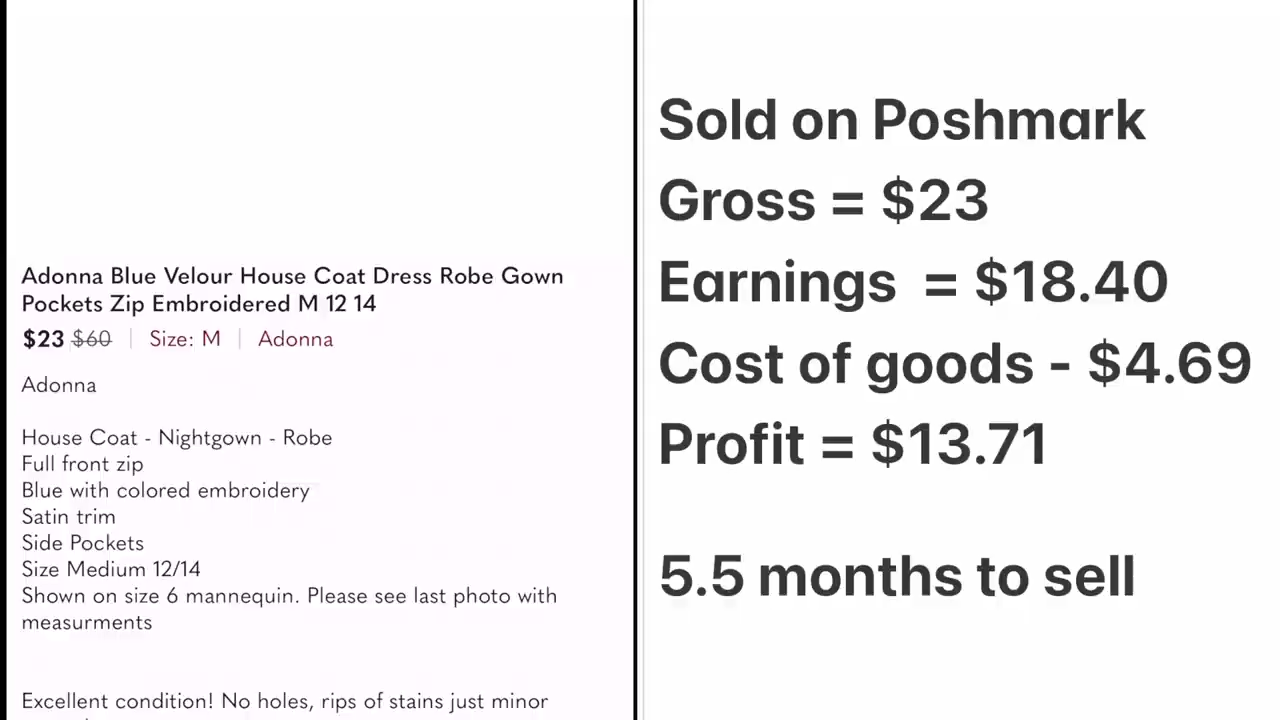 Adonna Blue Velour House Coat Dress Robe Gown
Pockets Zip Embroidered M 12 14
$23 $60 | Size: M | Adonna
Adonna
House Coat - Nightgown - Robe
Full front zip
Blue with colored embroidery
Satin trim
Side Pockets
Size Medium 12/14
Shown on size 6 mannequin. Please see last photo with
measurments
Excellent condition! No holes, rips of stains just minor
Sold on Poshmark
Gross = $23
Earnings = $18.40
Cost of goods - $4.69
Profit = $13.71
5.5 months to sell